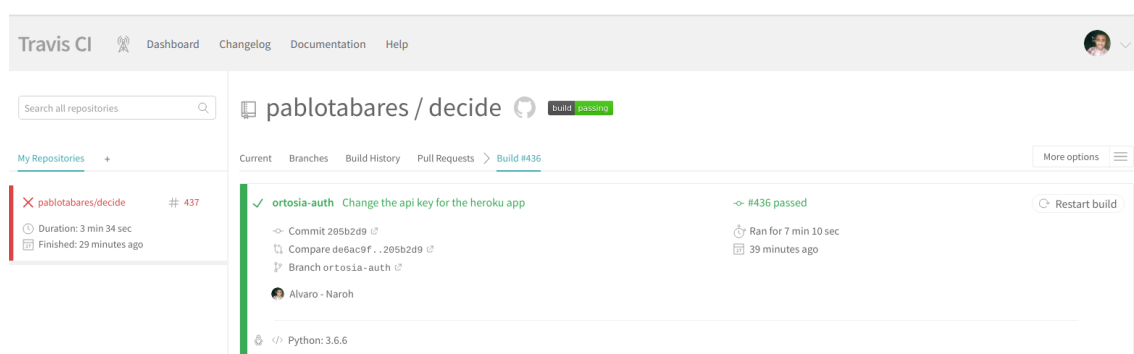 Travis CI Dashboard Changelog Documentation Help
Search all repositories
My Repositories +
pablotabares/decide # 437
Duration: 3 min 34 sec
Finished: 29 minutes ago
pablotabares / decide build passing
Current Branches Build History Pull Requests Build #436
More options
ortosia-auth Change the api key for the heroku app
#436 passed
Restart build
Commit 205b2d9
Ran for 7 min 10 sec
Compare de6ac9f..205b2d9
39 minutes ago
Branch ortosia-auth
Alvaro - Naroh
</> Python: 3.6.6